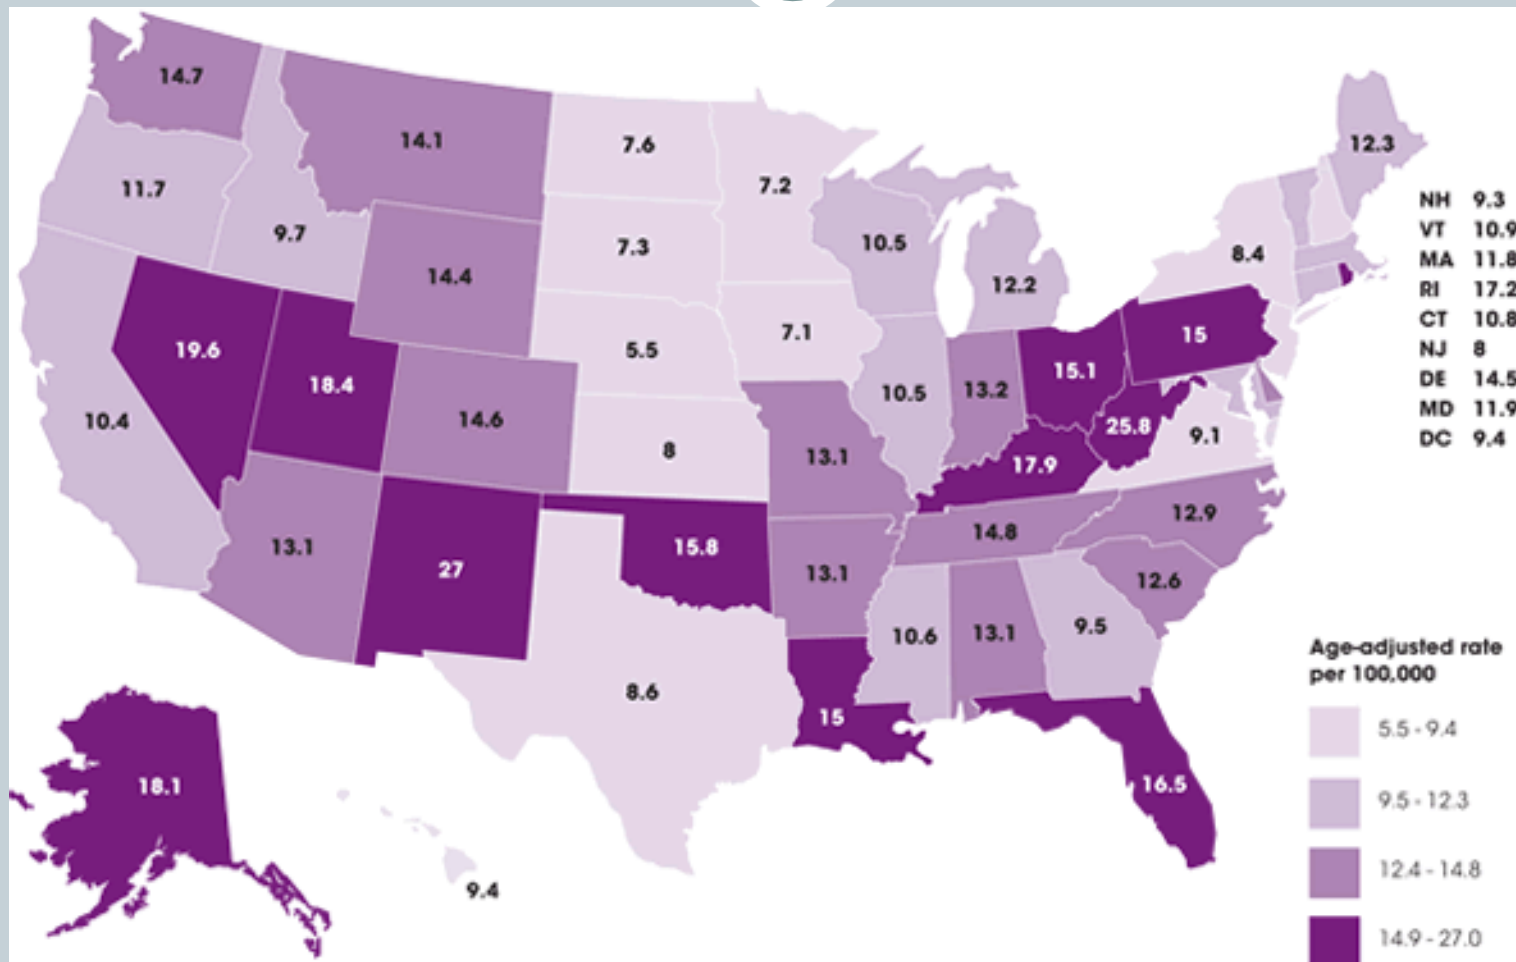 14.7
14.1
7.6
7.2
12.3
11.7
9.7
14.4
7.3
10.5
12.2
8.4
NH 9.3
VT 10.9
MA 11.8
RI 17.2
CT 10.8
NJ 8
DE 14.5
MD 11.9
DC 9.4
19.6
18.4
5.5
7.1
15
10.4
14.6
8
13.1
10.5
13.2
15.1
25.8
9.1
17.9
13.1
27
15.8
13.1
14.8
12.9
12.6
8.6
15
10.6
13.1
9.5
16.5
18.1
9.4
Age-adjusted rate
per 100,000
5.5 - 9.4
9.5 - 12.3
12.4 - 14.8
14.9 - 27.0